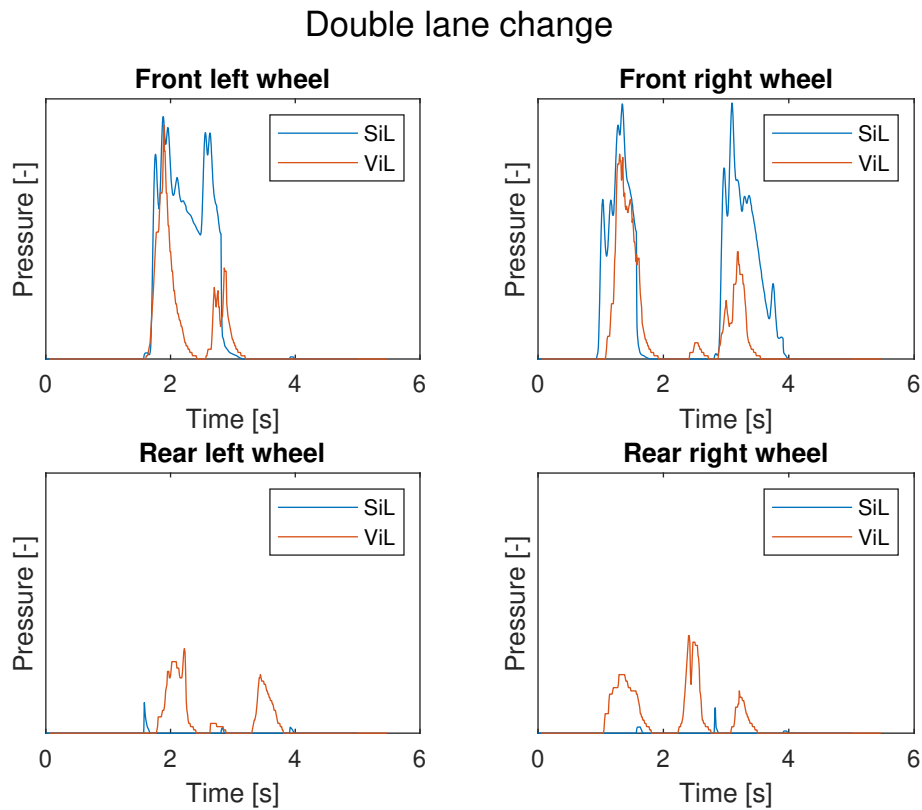 Double lane change
Front left wheel
SiL
ViL
Pressure [-]
0 2 4 6
Time [s]
Front right wheel
SiL
ViL
Pressure [-]
0 2 4 6
Time [s]
Rear left wheel
SiL
ViL
Pressure [-]
0 2 4 6
Time [s]
Rear right wheel
SiL
ViL
Pressure [-]
0 2 4 6
Time [s]